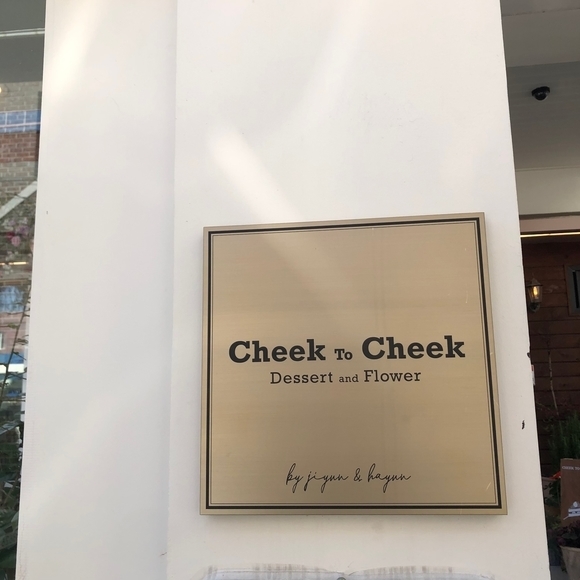 Cheek To Cheek
Dessert and Flower
by jiyun & hayun